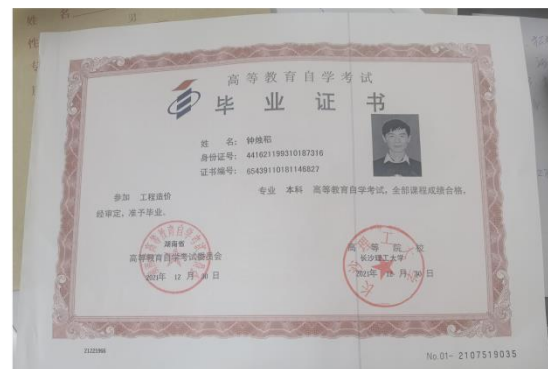 高等教育自学考试
毕业证书
姓 名: 钟烛稻
身份证号: 441621199310187316
证书编号: 65439110181146827
参加 工程造价 专业 本科 高等教育自学考试,全部课程成绩合格,
经审定,准予毕业。
湖南省
高等教育自学考试委员会
2021年 12 月 30 日
高 等 院 校
长沙理工大学
2021年 12 月 30 日
21121986
No.01- 2107519035